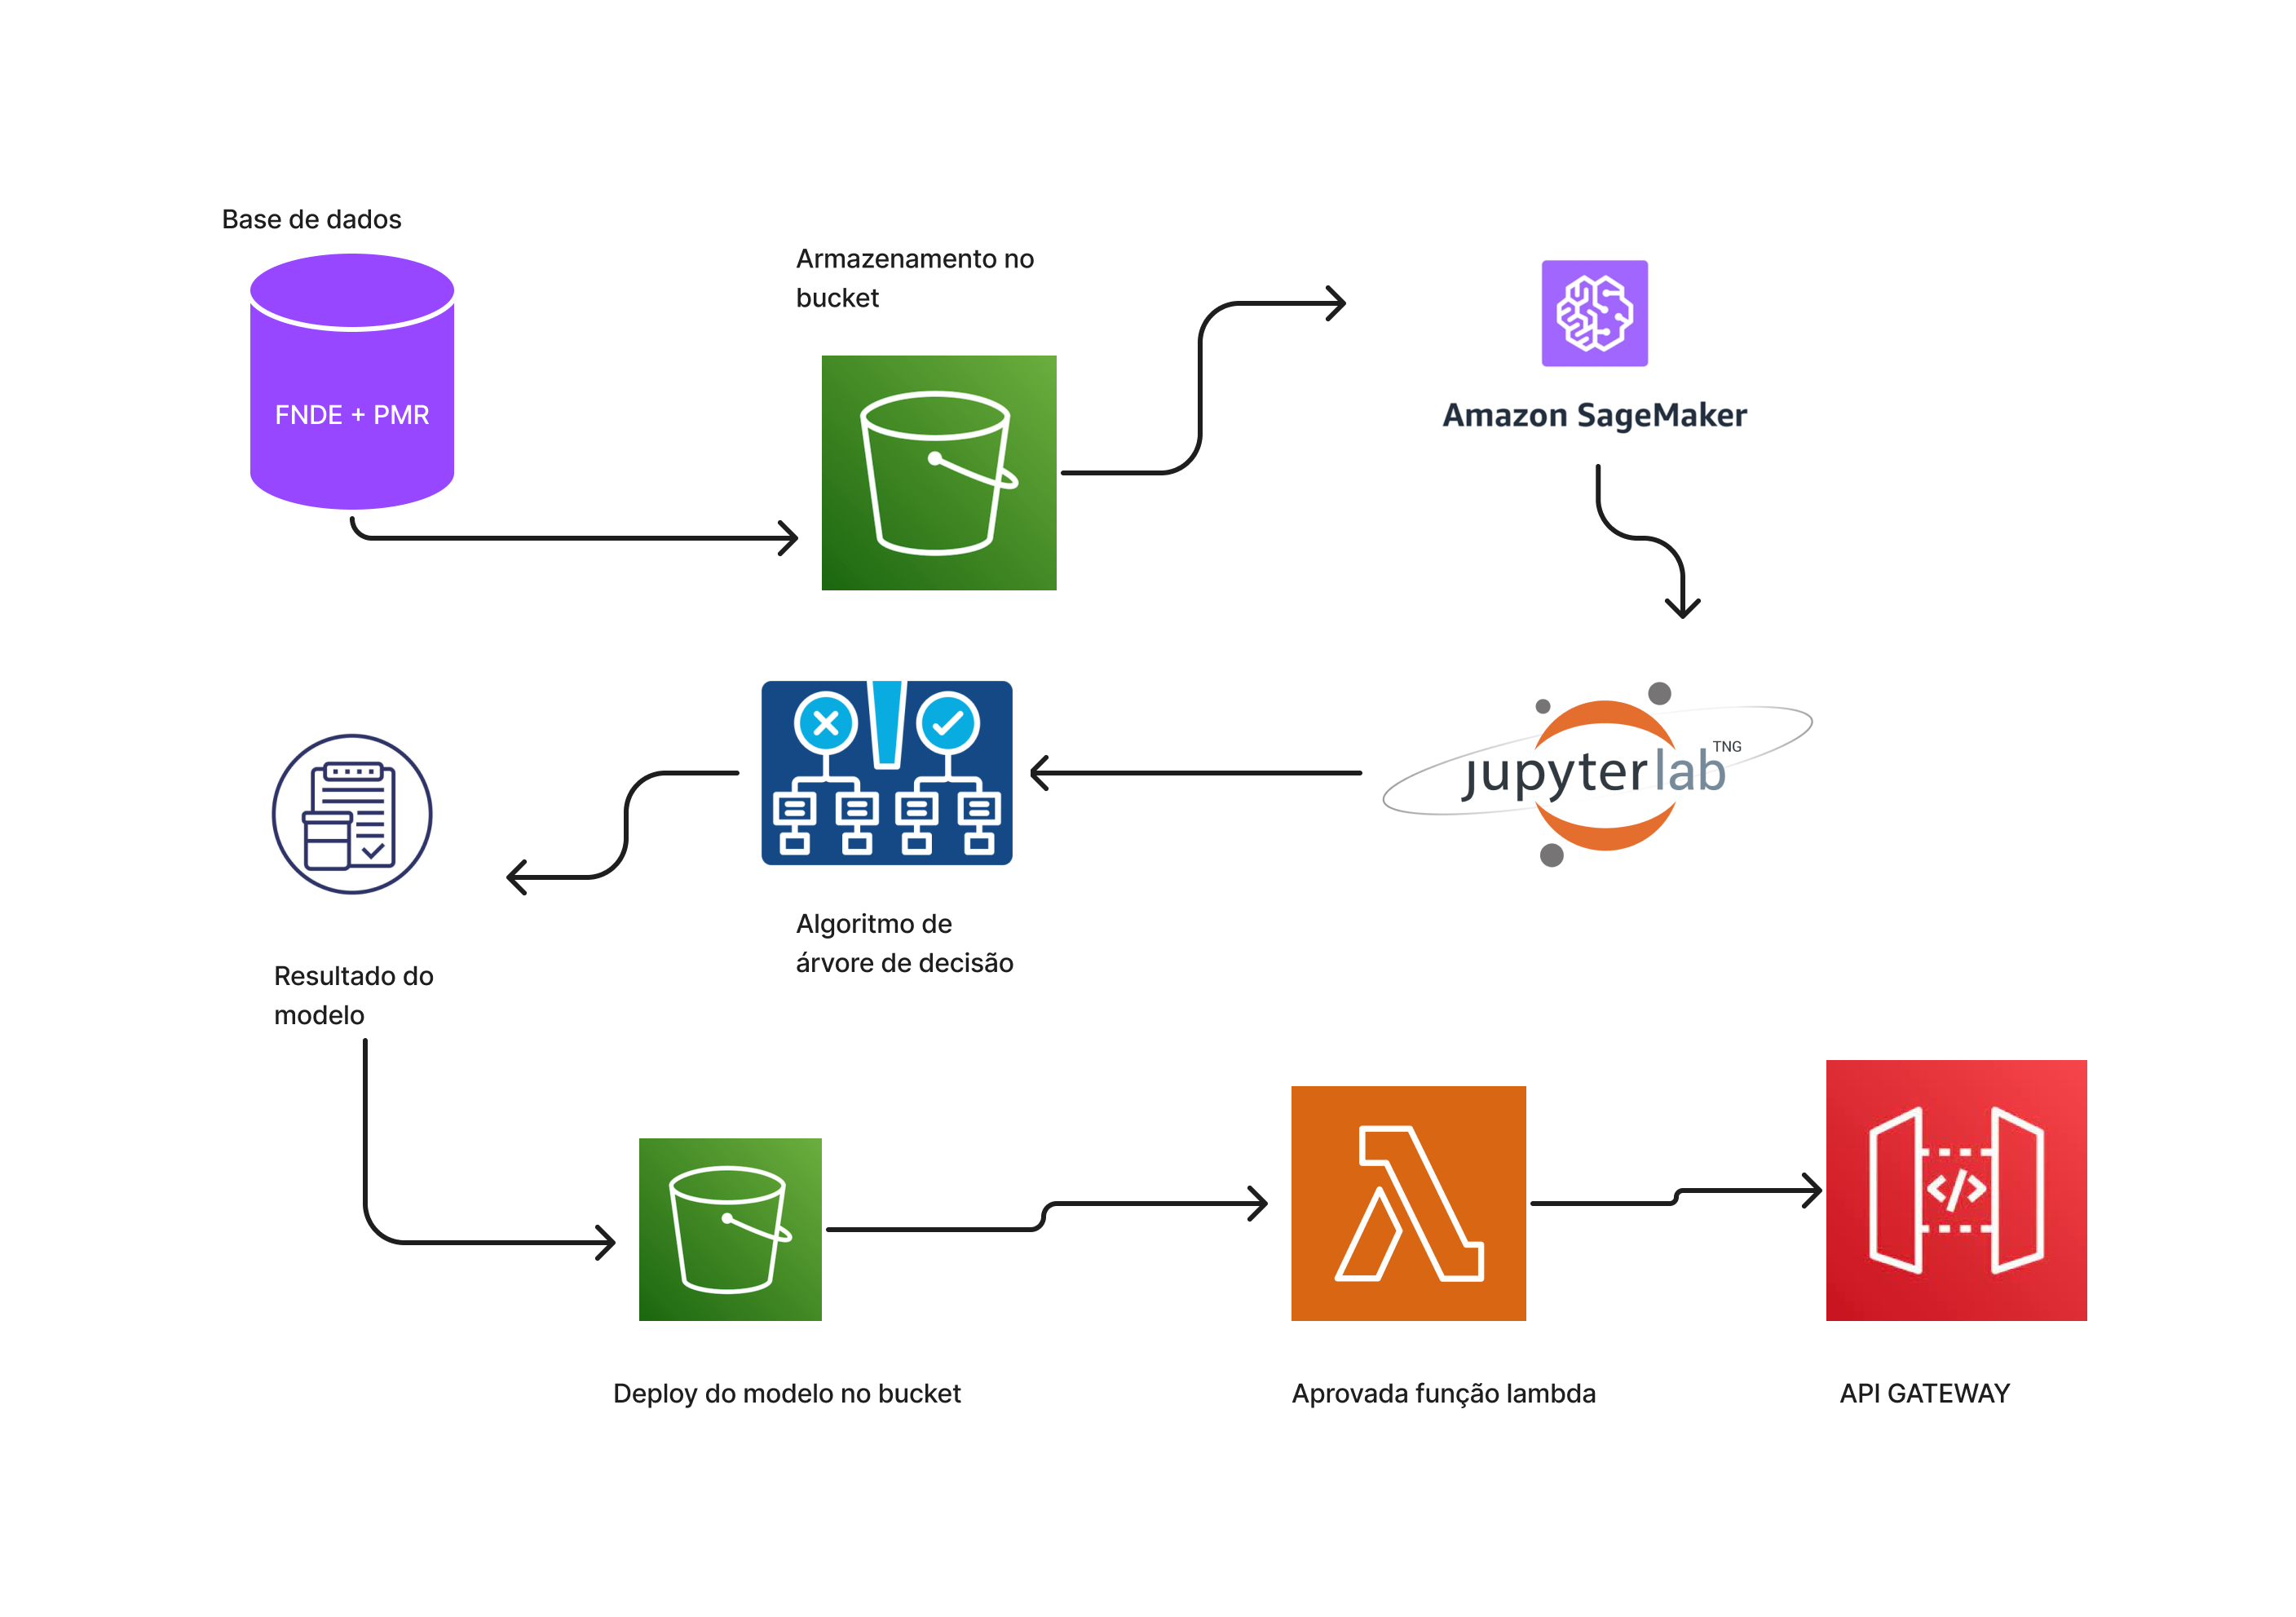 Base de dados
FNDE + PMR
Armazenamento no
bucket
Amazon SageMaker
jupyterlab TNG
Algoritmo de
árvore de decisão
Resultado do
modelo
Deploy do modelo no bucket
Aprovada função lambda
API GATEWAY